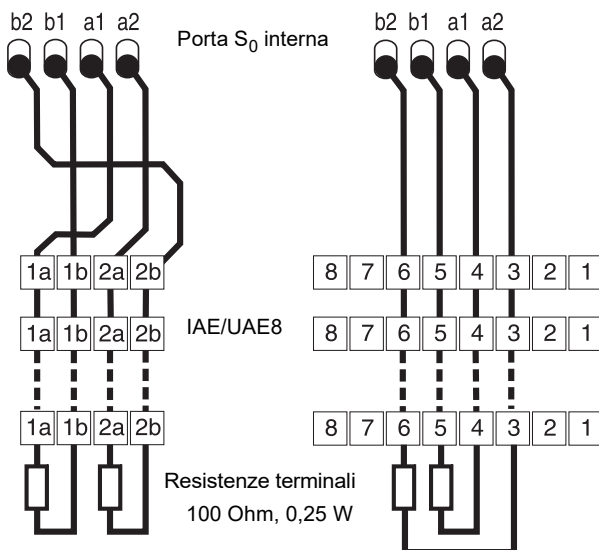 b2 b1 a1 a2
Porta S0 interna
b2 b1 a1 a2
1a 1b 2a 2b
8 7 6 5 4 3 2 1
1a 1b 2a 2b
IAE/UAE8
8 7 6 5 4 3 2 1
1a 1b 2a 2b
8 7 6 5 4 3 2 1
Resistenze terminali
100 Ohm, 0,25 W